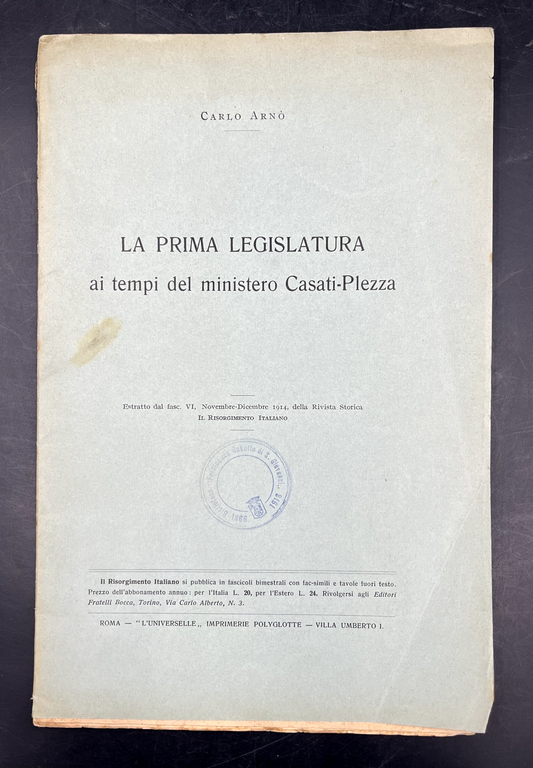 CARLO ARNÒ
LA PRIMA LEGISLATURA
ai tempi del ministero Casati-Plezza
Estratto dal fasc. VI, Novembre-Dicembre 1914, della Rivista Storica
IL RISORGIMENTO ITALIANO
Il Risorgimento Italiano si pubblica in fascicoli bimestrali con fac-simili e tavole fuori testo.
Prezzo dell'abbonamento annuo: per l'Italia L. 20, per l'Estero L. 24. Rivolgersi agli Editori
Fratelli Bocca, Torino, Via Carlo Alberto, N. 3.
ROMA — "L'UNIVERSELLE„ IMPRIMERIE POLYGLOTTE — VILLA UMBERTO I.